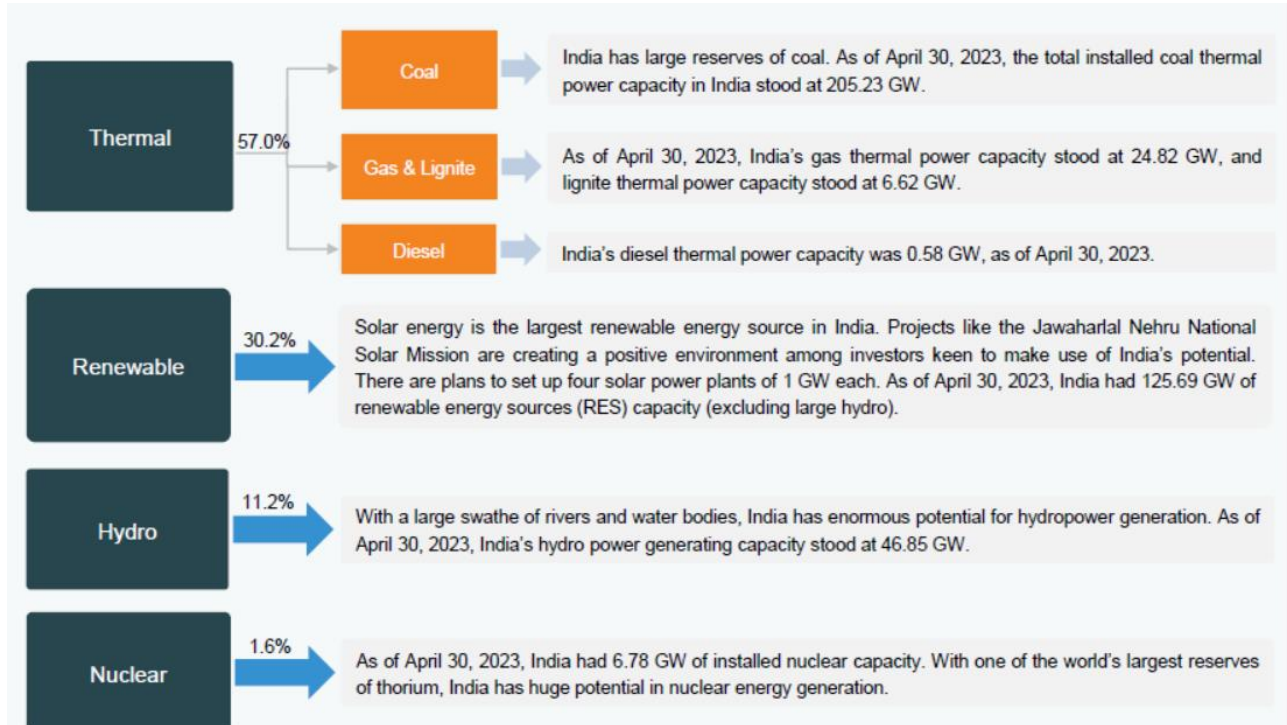 Thermal
57.0%
Coal
India has large reserves of coal. As of April 30, 2023, the total installed coal thermal
power capacity in India stood at 205.23 GW.
Gas & Lignite
As of April 30, 2023, India's gas thermal power capacity stood at 24.82 GW, and
lignite thermal power capacity stood at 6.62 GW.
Diesel
India's diesel thermal power capacity was 0.58 GW, as of April 30, 2023.
Renewable
30.2%
Solar energy is the largest renewable energy source in India. Projects like the Jawaharlal Nehru National
Solar Mission are creating a positive environment among investors keen to make use of India's potential.
There are plans to set up four solar power plants of 1 GW each. As of April 30, 2023, India had 125.69 GW of
renewable energy sources (RES) capacity (excluding large hydro).
Hydro
11.2%
With a large swathe of rivers and water bodies, India has enormous potential for hydropower generation. As of
April 30, 2023, India's hydro power generating capacity stood at 46.85 GW.
Nuclear
1.6%
As of April 30, 2023, India had 6.78 GW of installed nuclear capacity. With one of the world's largest reserves
of thorium, India has huge potential in nuclear energy generation.